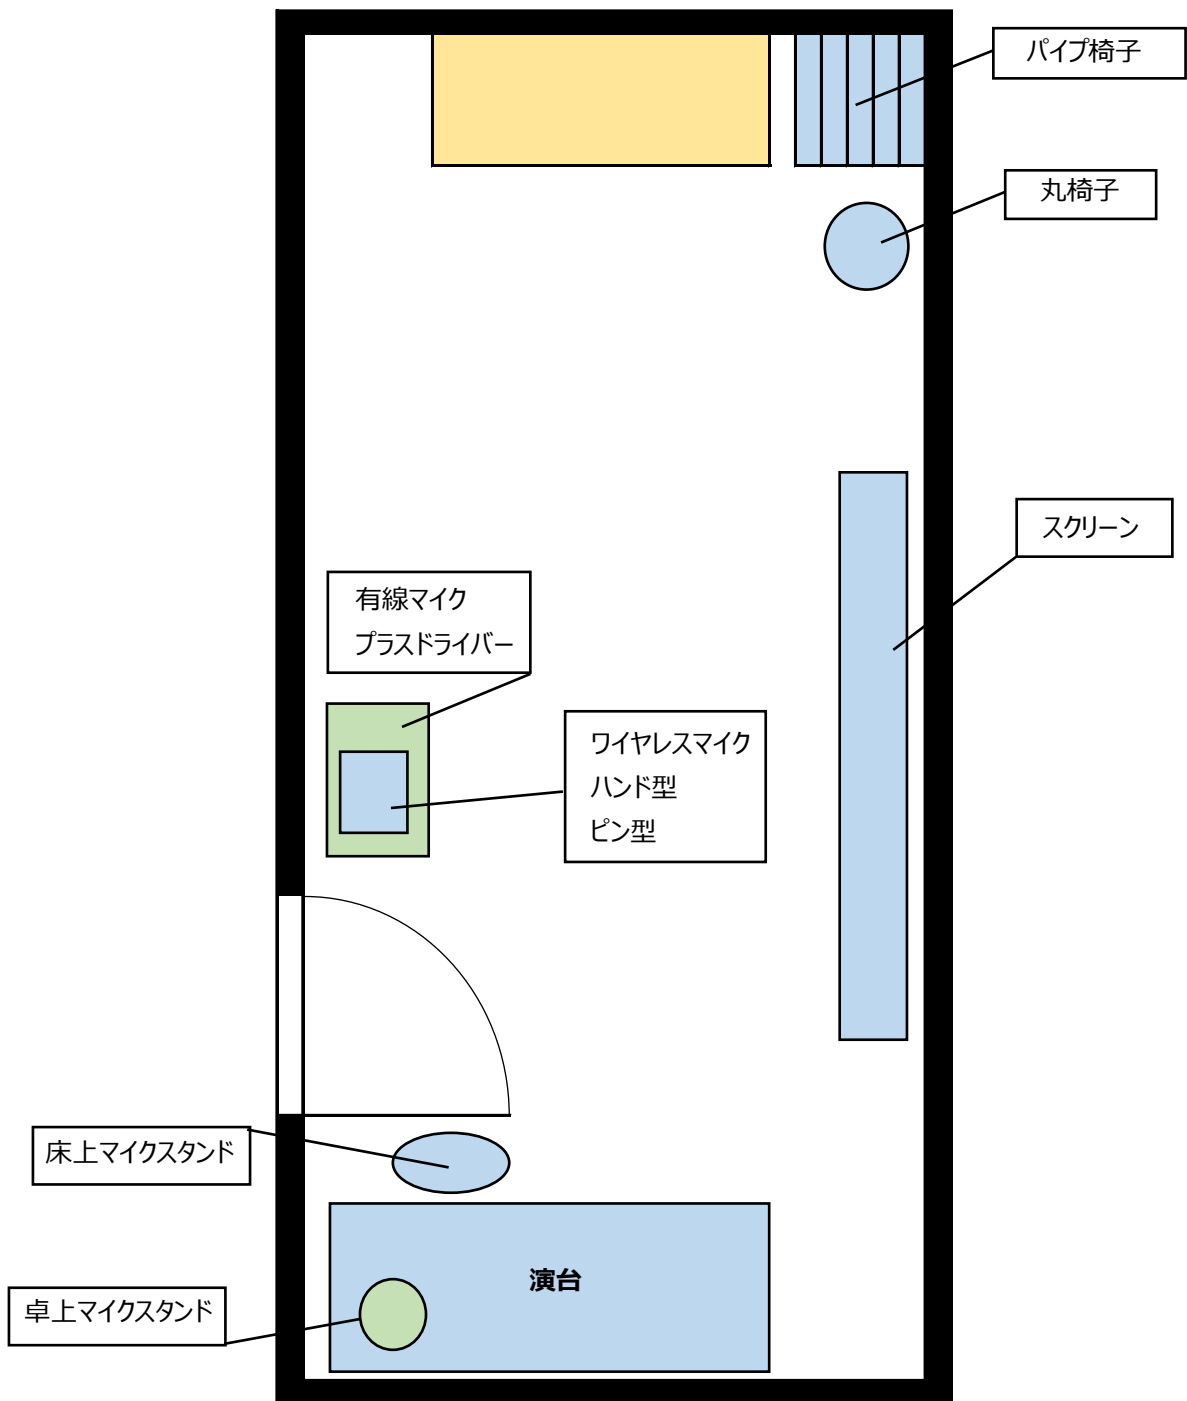 パイプ椅子
丸椅子
スクリーン
有線マイク
プラスドライバー
ワイヤレスマイク
ハンド型
ピン型
床上マイクスタンド
演台
卓上マイクスタンド